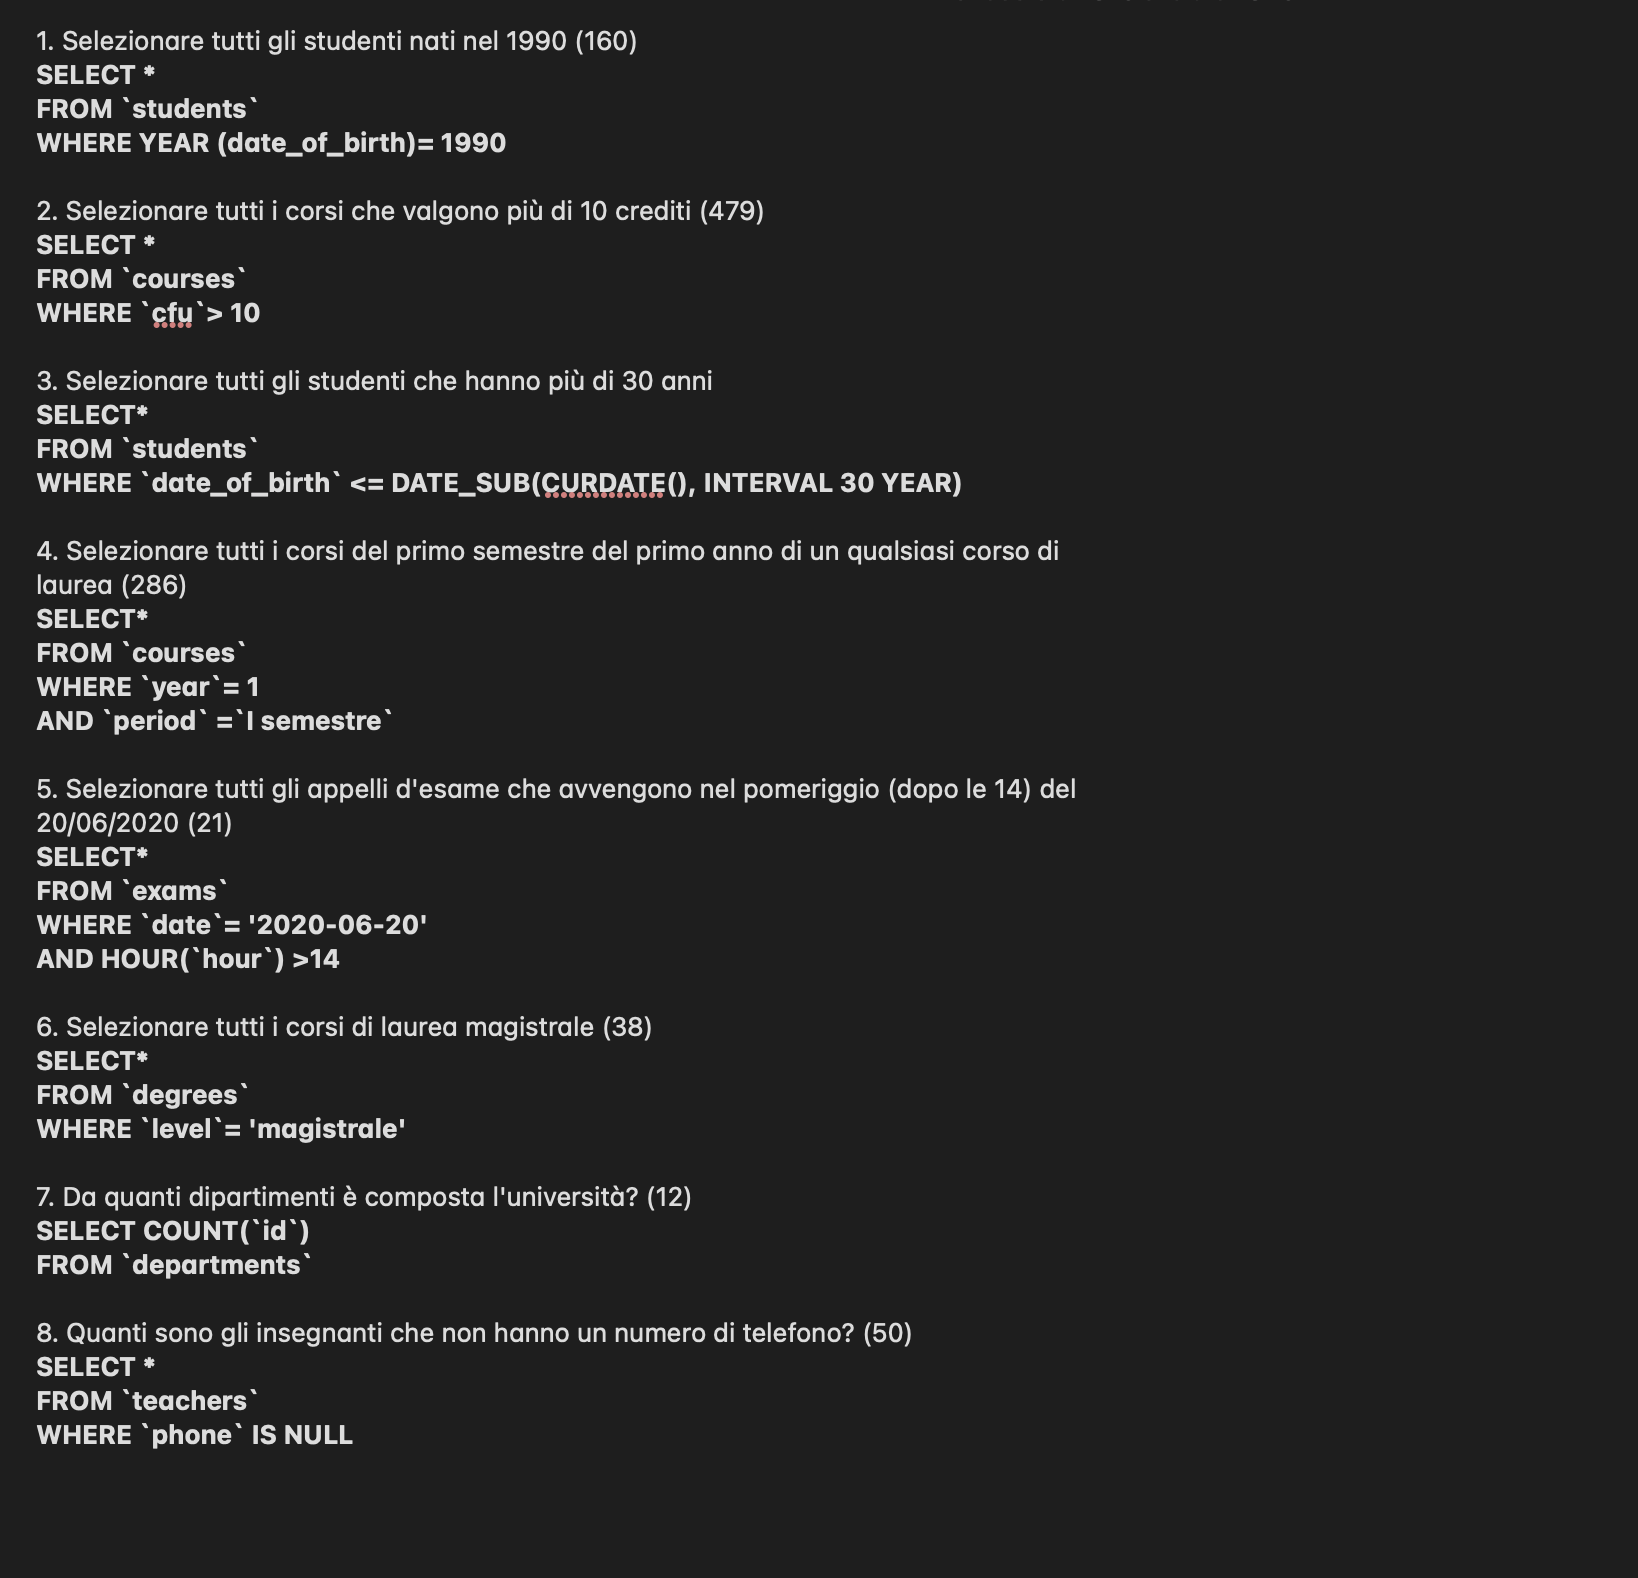 1. Selezionare tutti gli studenti nati nel 1990 (160)
SELECT *
FROM `students`
WHERE YEAR (date_of_birth)= 1990
2. Selezionare tutti i corsi che valgono più di 10 crediti (479)
SELECT *
FROM `courses`
WHERE `cfu`> 10
3. Selezionare tutti gli studenti che hanno più di 30 anni
SELECT*
FROM `students`
WHERE `date_of_birth` <= DATE_SUB(CURDATE(), INTERVAL 30 YEAR)
4. Selezionare tutti i corsi del primo semestre del primo anno di un qualsiasi corso di
laurea (286)
SELECT*
FROM `courses`
WHERE `year`= 1
AND `period` =`I semestre`
5. Selezionare tutti gli appelli d'esame che avvengono nel pomeriggio (dopo le 14) del
20/06/2020 (21)
SELECT*
FROM `exams`
WHERE `date`= '2020-06-20'
AND HOUR(`hour`) >14
6. Selezionare tutti i corsi di laurea magistrale (38)
SELECT*
FROM `degrees`
WHERE `level`= 'magistrale'
7. Da quanti dipartimenti è composta l'università? (12)
SELECT COUNT(`id`)
FROM `departments`
8. Quanti sono gli insegnanti che non hanno un numero di telefono? (50)
SELECT *
FROM `teachers`
WHERE `phone` IS NULL